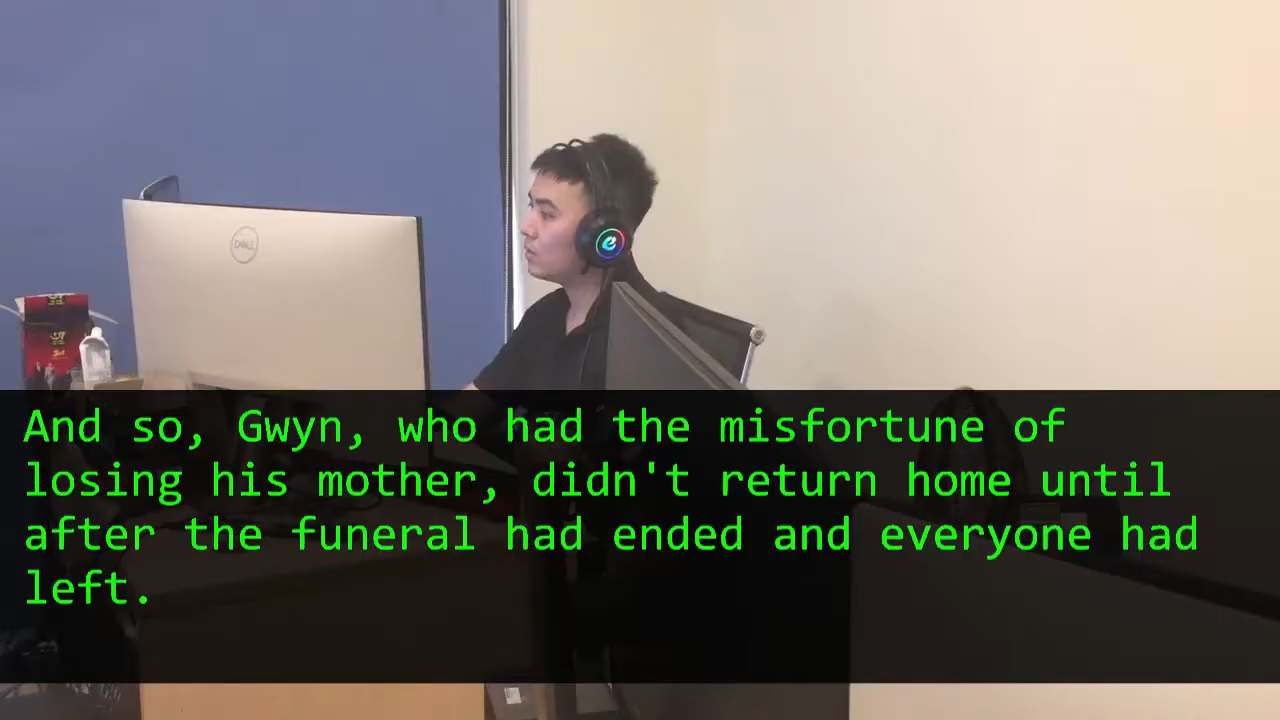 DELL
And so, Gwyn, who had the misfortune of
losing his mother, didn't return home until
after the funeral had ended and everyone had
left.